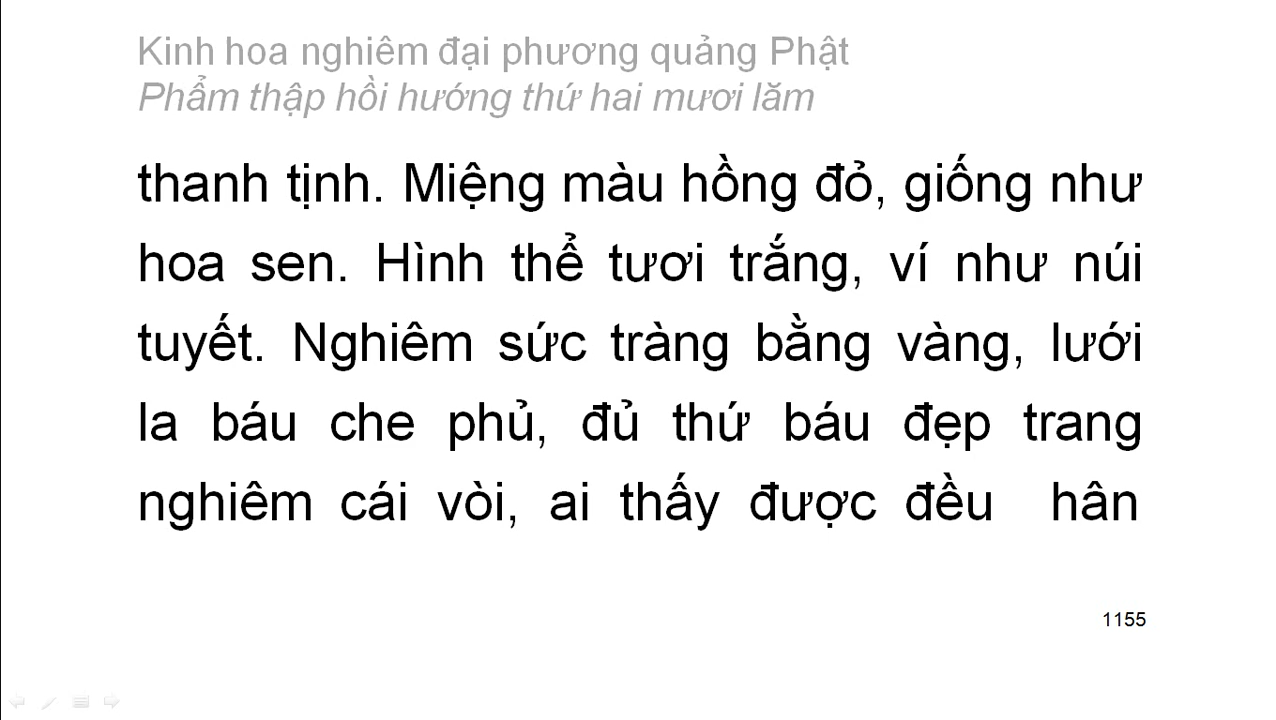 Kinh hoa nghiêm đại phương quảng Phật
Phẩm thập hồi hướng thứ hai mươi lăm
thanh tịnh. Miệng màu hồng đỏ, giống như
hoa sen. Hình thể tươi trắng, ví như núi
tuyết. Nghiêm sức tràng bằng vàng, lưới
la báu che phủ, đủ thứ báu đẹp trang
nghiêm cái vòi, ai thấy được đều hân
1155